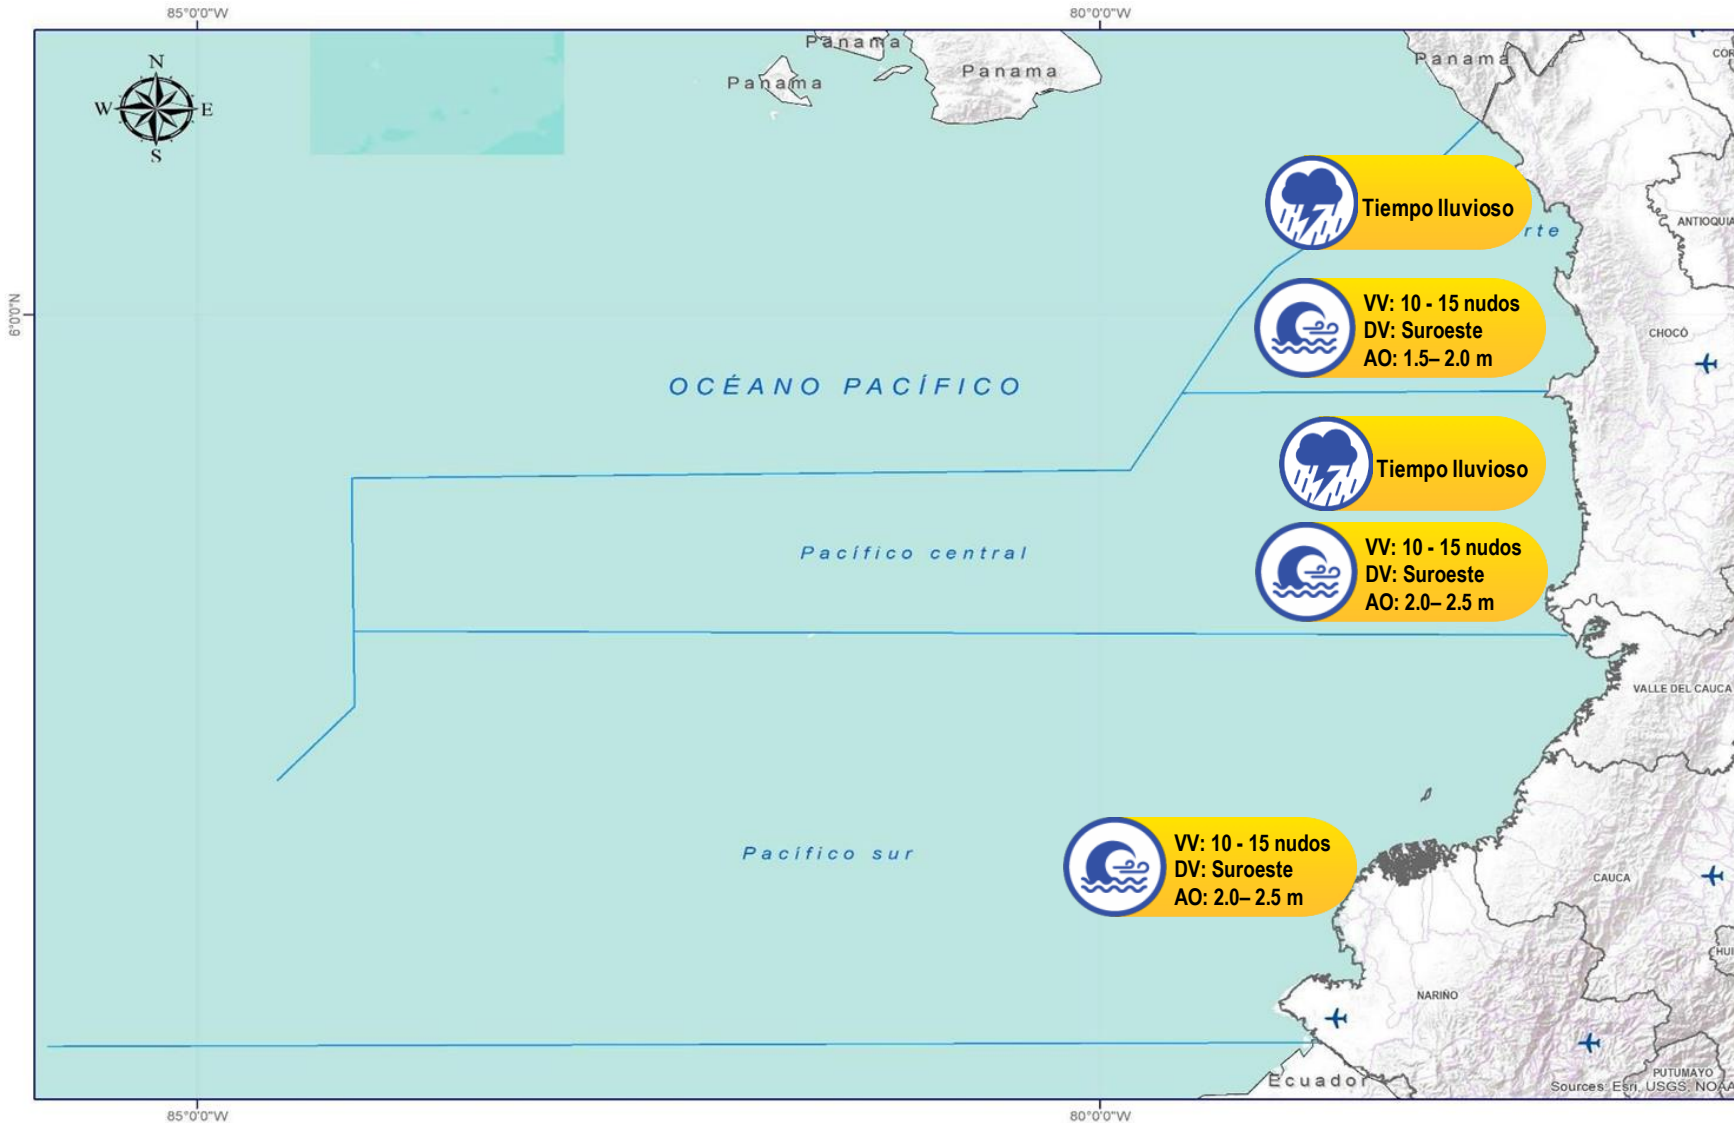 85°0'0"W
80°0'0"W
Panama
Panama
Panama
Panama
N
W
E
S
Tiempo lluvioso
rte
ANTIOQUIA
6°0'0"N
VV: 10 - 15 nudos
DV: Suroeste
AO: 1.5– 2.0 m
CHOCÓ
OCÉANO PACÍFICO
Tiempo lluvioso
Pacífico central
VV: 10 - 15 nudos
DV: Suroeste
AO: 2.0– 2.5 m
VALLE DEL CAUCA
Pacífico sur
VV: 10 - 15 nudos
DV: Suroeste
AO: 2.0– 2.5 m
CAUCA
HUI
NARIÑO
Ecuador
PUTUMAYO
Sources: Esri, USGS, NOAA
85°0'0"W
80°0'0"W